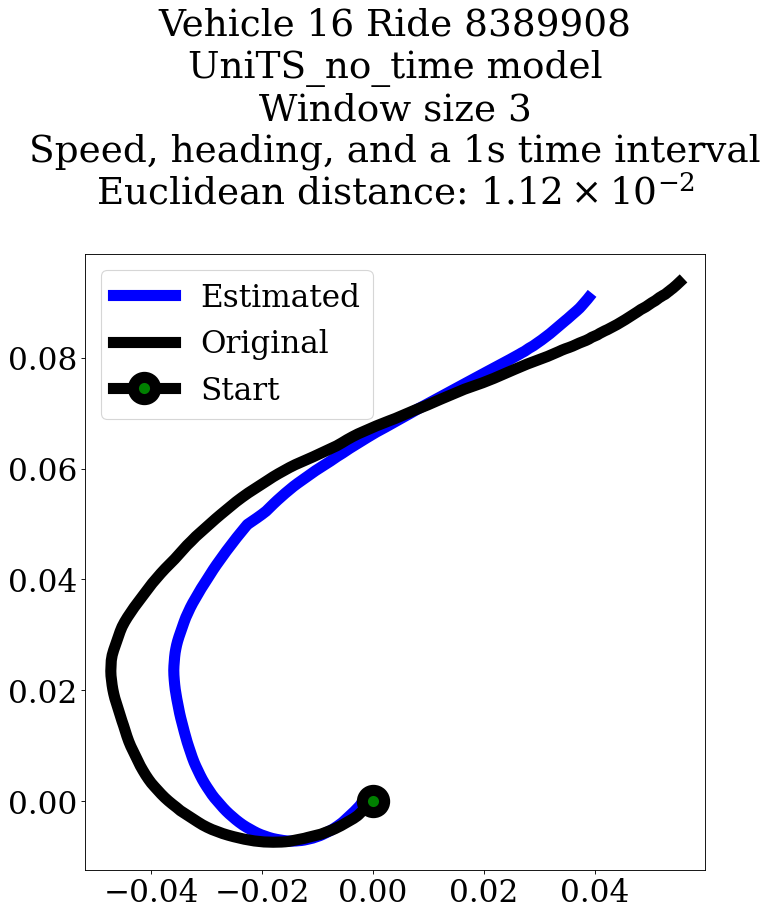 Vehicle 16 Ride 8389908
UniTS_no_time model
Window size 3
Speed, heading, and a 1s time interval
Euclidean distance: 1.12 × 10⁻²
Estimated
Original
Start
0.08
0.06
0.04
0.02
0.00
−0.04 −0.02 0.00 0.02 0.04